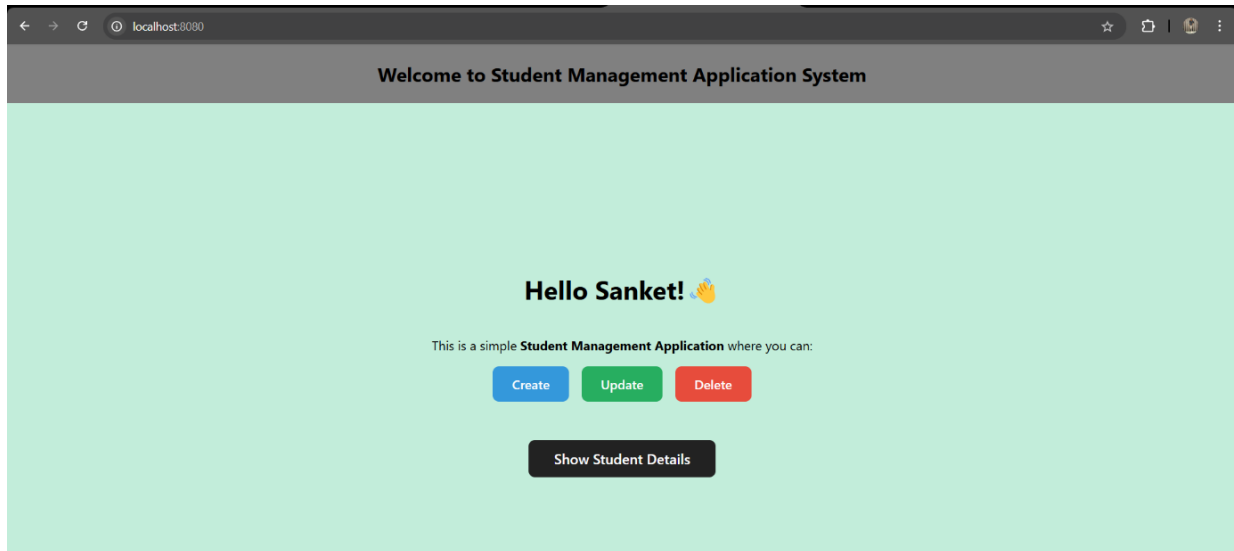 localhost:8080
Welcome to Student Management Application System
Hello Sanket! 👋
This is a simple Student Management Application where you can:
Create Update Delete
Show Student Details